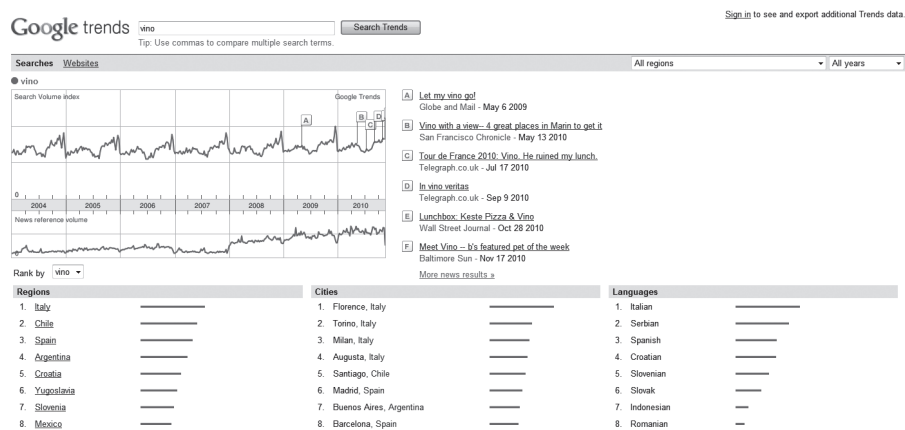 Sign in to see and export additional Trends data.
Google trends
vino
Search Trends
Tip: Use commas to compare multiple search terms.
Searches Websites
All regions
All years
vino
Search Volume index
Google Trends
A
B
C
D
0
2004 2005 2006 2007 2008 2009 2010
News reference volume
0
A Let my vino go!
Globe and Mail - May 6 2009
B Vino with a view-- 4 great places in Marin to get it
San Francisco Chronicle - May 13 2010
C Tour de France 2010: Vino. He ruined my lunch.
Telegraph.co.uk - Jul 17 2010
D In vino veritas
Telegraph.co.uk - Sep 9 2010
E Lunchbox: Keste Pizza & Vino
Wall Street Journal - Oct 28 2010
F Meet Vino -- b's featured pet of the week
Baltimore Sun - Nov 17 2010
More news results »
Rank by vino
Regions
1. Italy
2. Chile
3. Spain
4. Argentina
5. Croatia
6. Yugoslavia
7. Slovenia
8. Mexico
Cities
1. Florence, Italy
2. Torino, Italy
3. Milan, Italy
4. Augusta, Italy
5. Santiago, Chile
6. Madrid, Spain
7. Buenos Aires, Argentina
8. Barcelona, Spain
Languages
1. Italian
2. Serbian
3. Spanish
4. Croatian
5. Slovenian
6. Slovak
7. Indonesian
8. Romanian